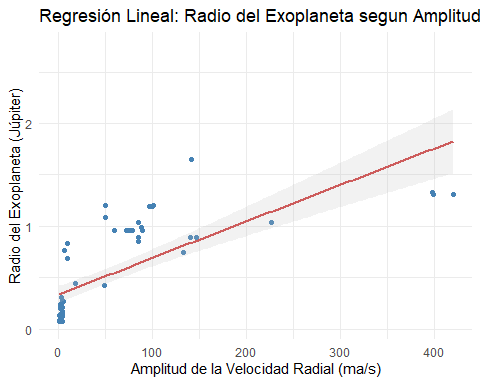 Regresión Lineal: Radio del Exoplaneta segun Amplitud
Radio del Exoplaneta (Júpiter)
2
1
0
0
100
200
300
400
Amplitud de la Velocidad Radial (ma/s)